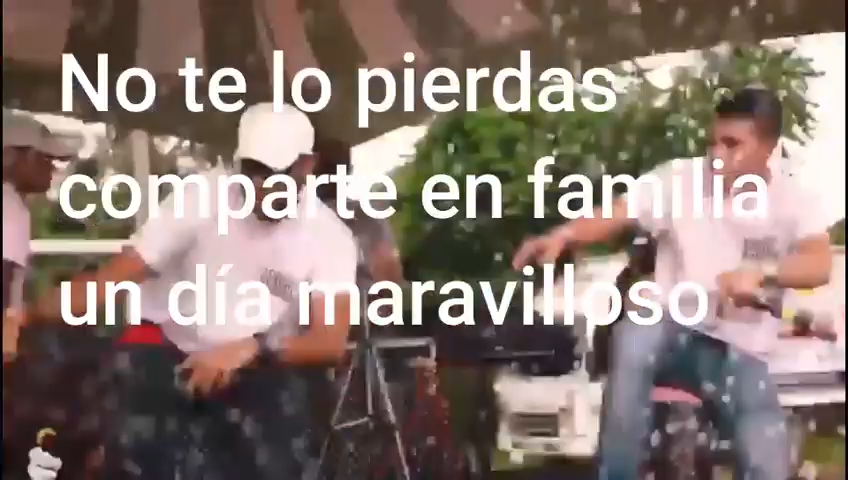 No te lo pierdas
comparte en familia
un día maravilloso